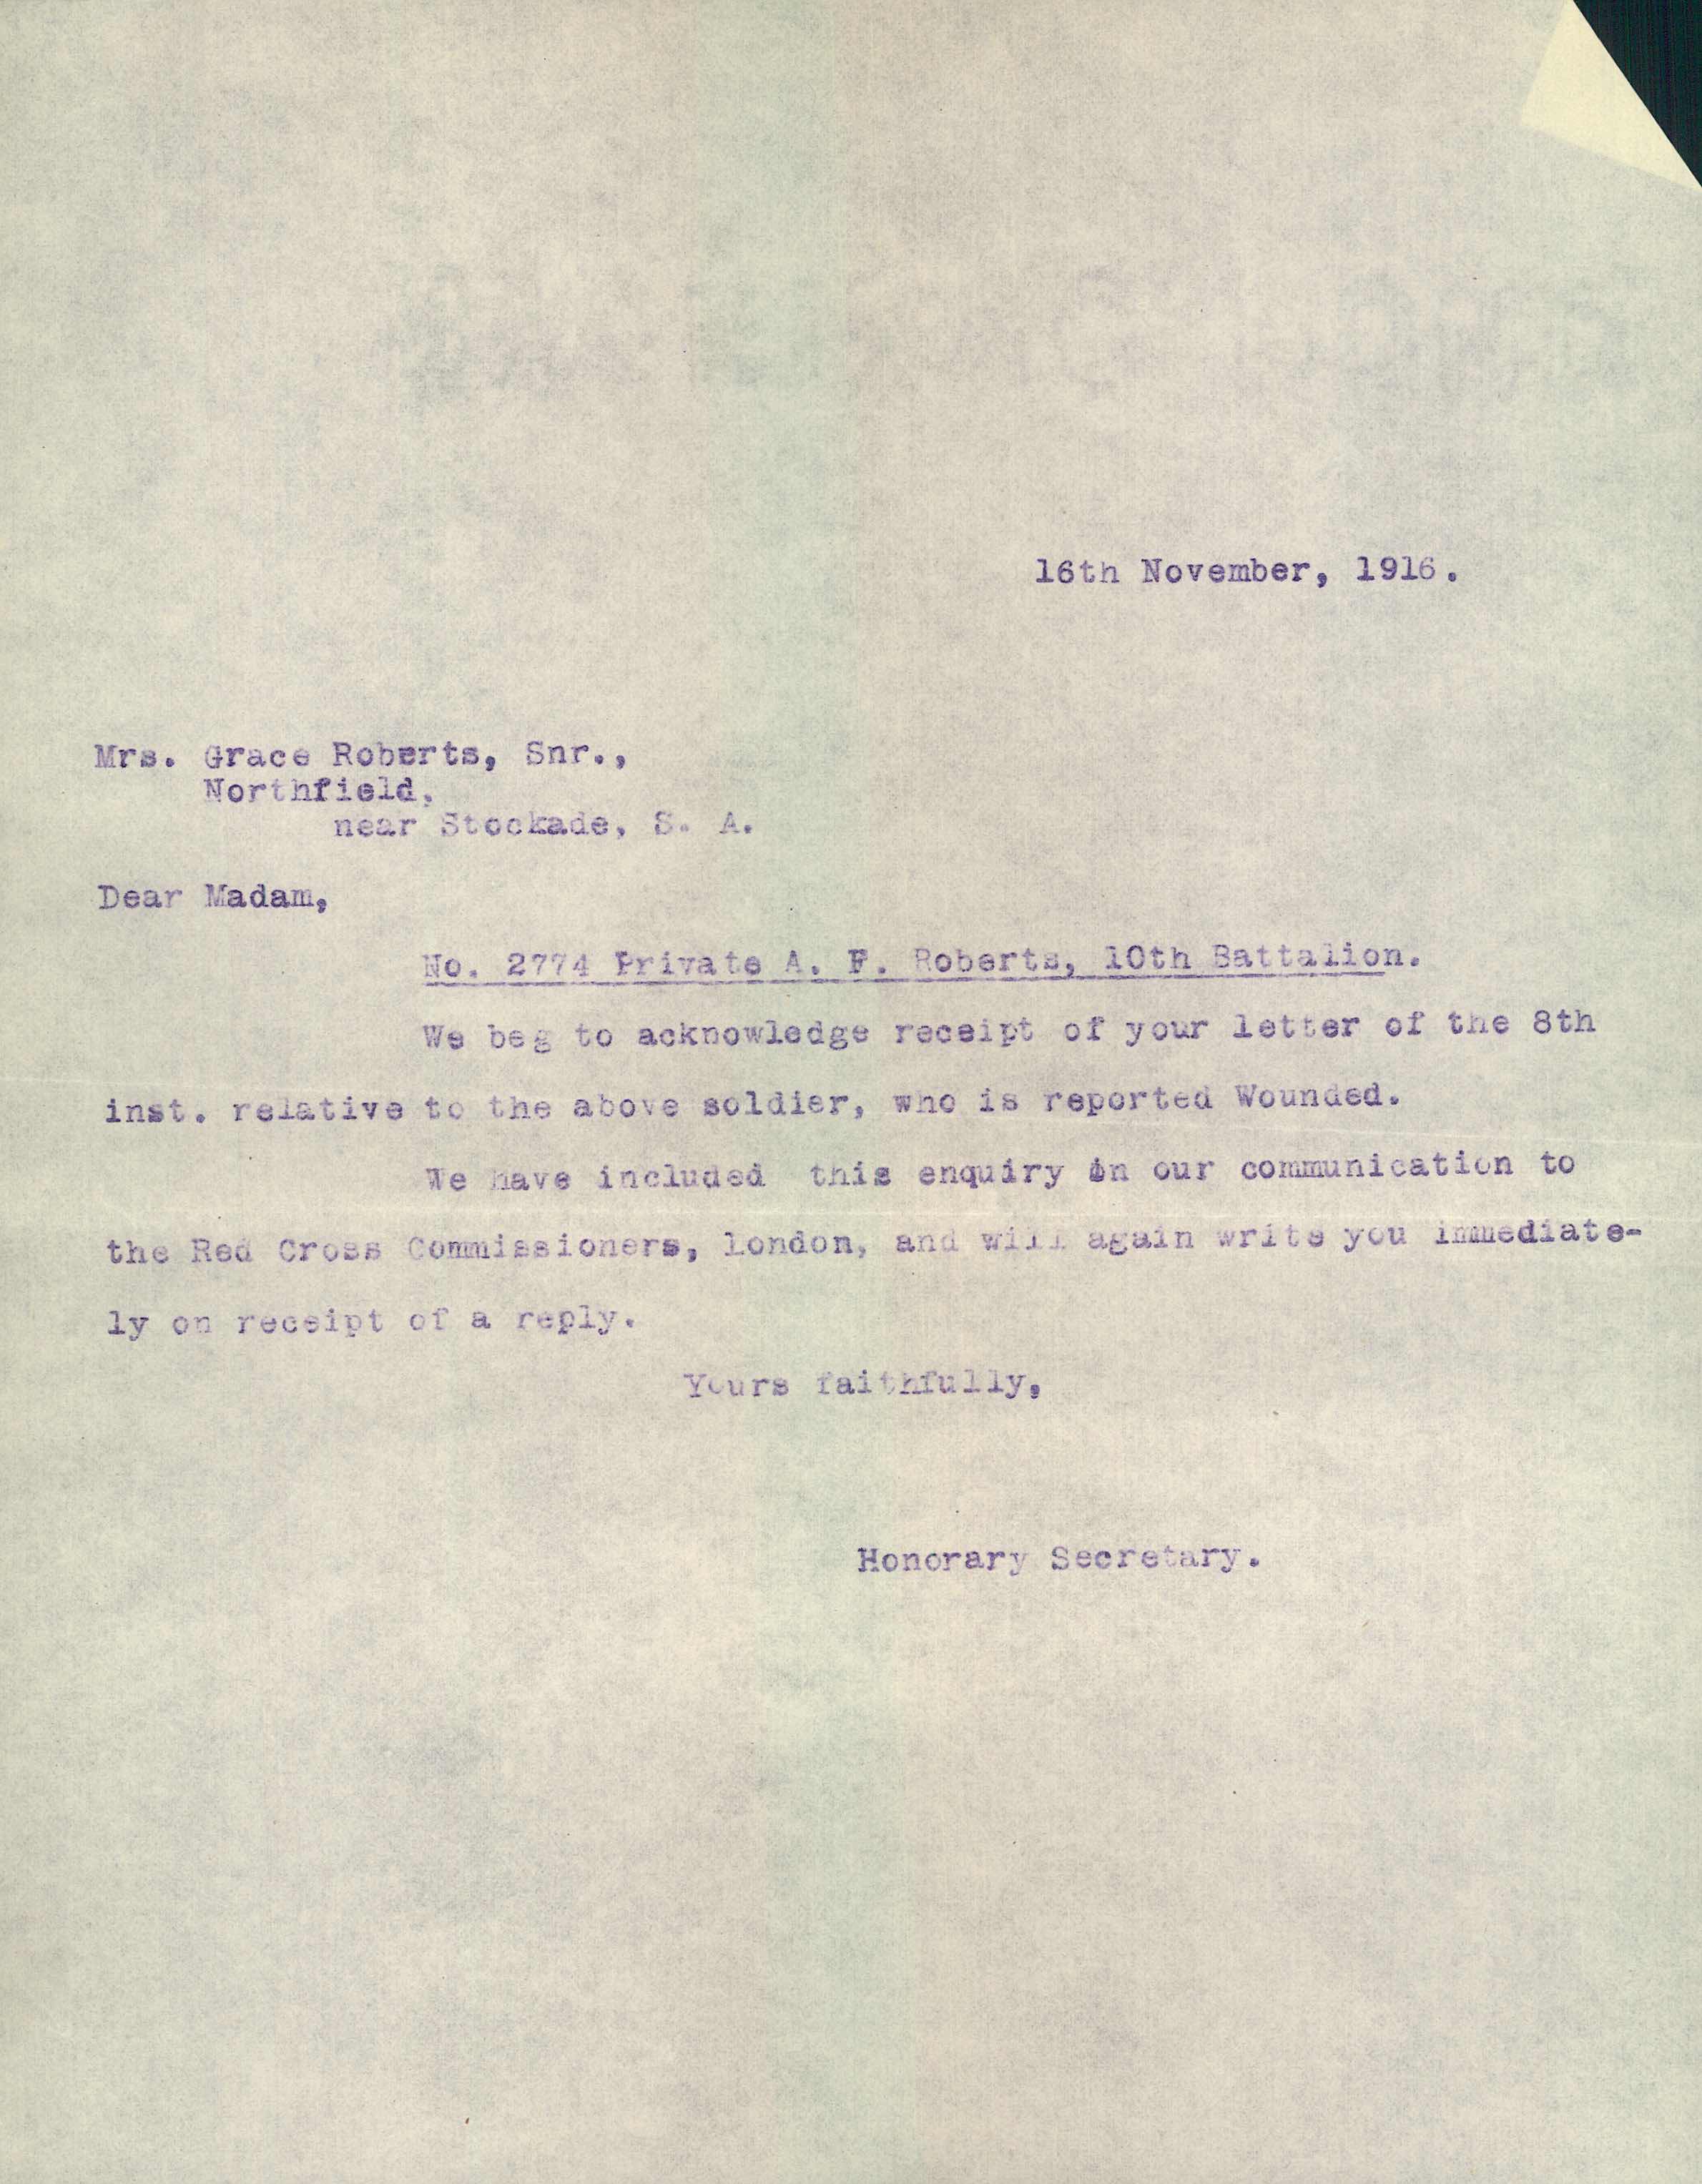 16th November, 1916.
Mrs. Grace Roberts, Snr.,
Northfield,
near Stockade, S. A.
Dear Madam,
No. 2774 Private A. F. Roberts, 10th Battalion.
We beg to acknowledge receipt of your letter of the 8th
inst. relative to the above soldier, who is reported Wounded.
We have included this enquiry in our communication to
the Red Cross Commissioners, London, and will again write you immediate-
ly on receipt of a reply.
Yours faithfully,
Honorary Secretary.